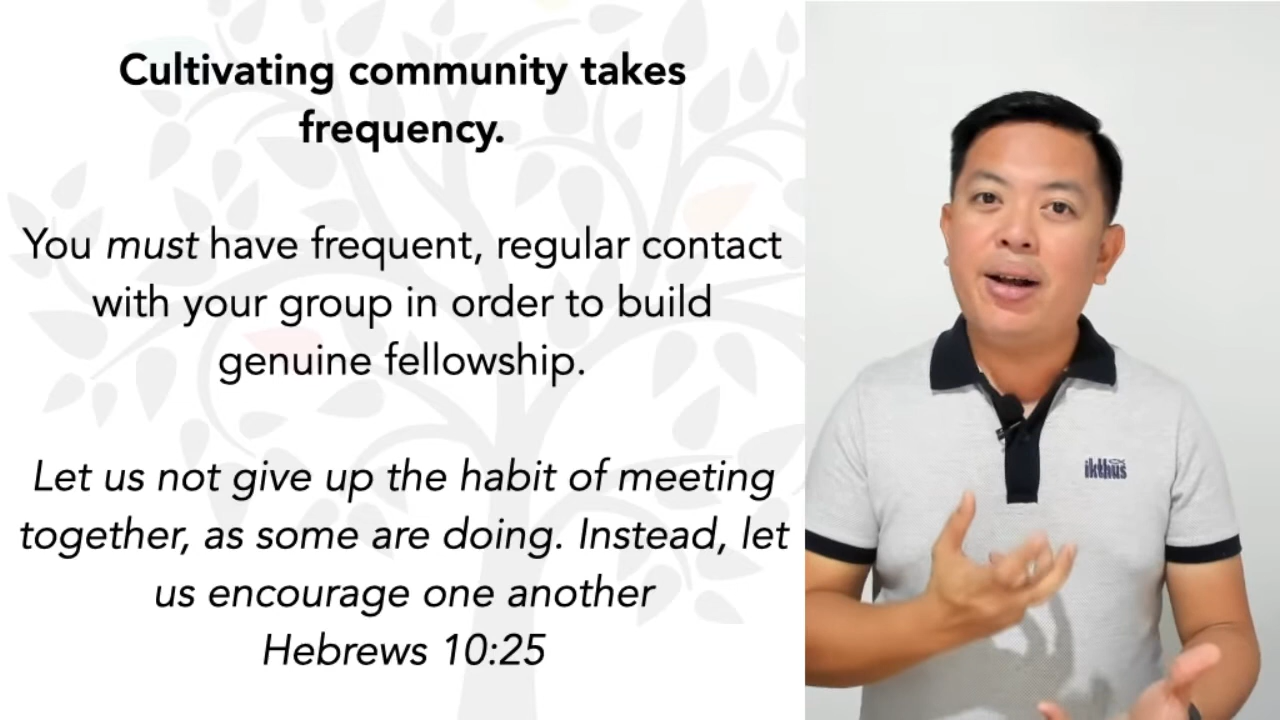 Cultivating community takes
frequency.
You must have frequent, regular contact
with your group in order to build
genuine fellowship.
Let us not give up the habit of meeting
together, as some are doing. Instead, let
us encourage one another
Hebrews 10:25
ikthus